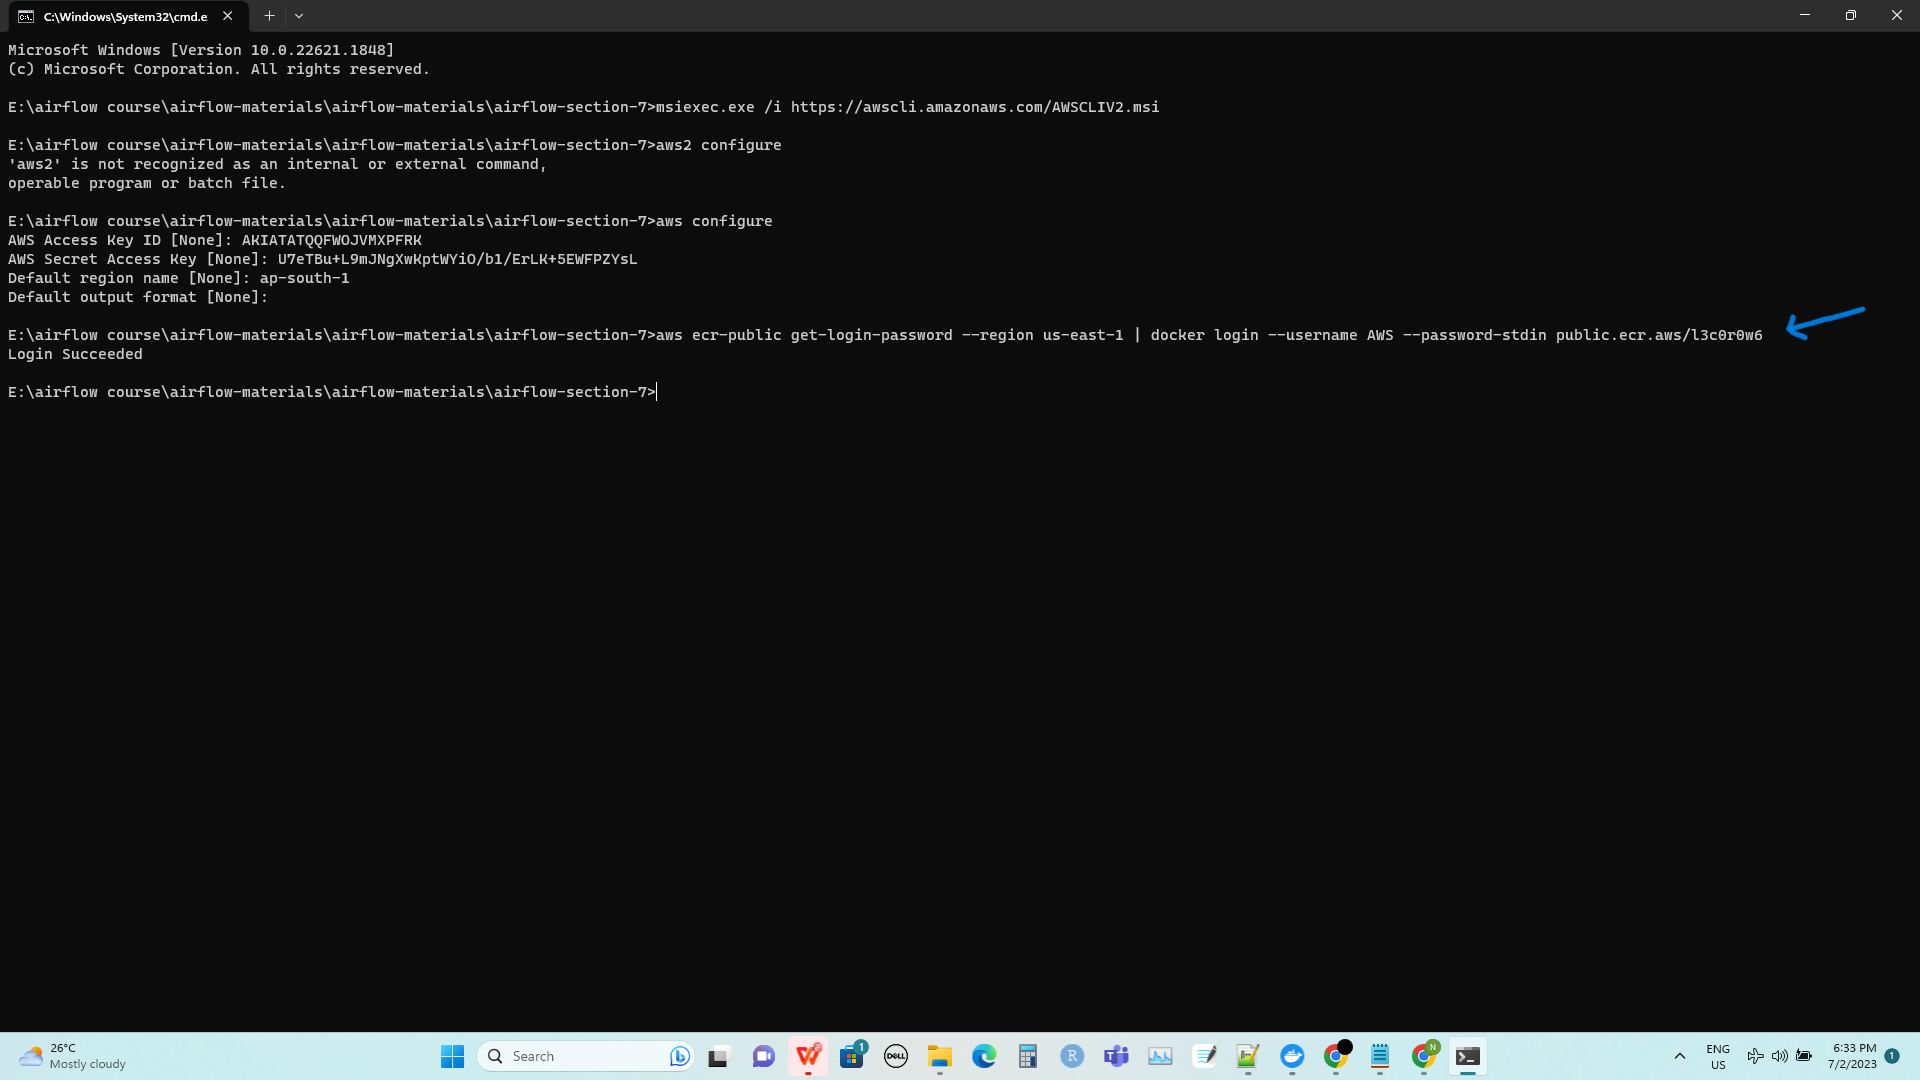 C:\Windows\System32\cmd.e
Microsoft Windows [Version 10.0.22621.1848]
(c) Microsoft Corporation. All rights reserved.
E:\airflow course\airflow-materials\airflow-materials\airflow-section-7>msiexec.exe /i https://awscli.amazonaws.com/AWSCLIV2.msi
E:\airflow course\airflow-materials\airflow-materials\airflow-section-7>aws2 configure
'aws2' is not recognized as an internal or external command,
operable program or batch file.
E:\airflow course\airflow-materials\airflow-materials\airflow-section-7>aws configure
AWS Access Key ID [None]: AKIATATQQFWOJVMXPFRK
AWS Secret Access Key [None]: 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
Default region name [None]: ap-south-1
Default output format [None]:
E:\airflow course\airflow-materials\airflow-materials\airflow-section-7>aws ecr-public get-login-password --region us-east-1 | docker login --username AWS --password-stdin public.ecr.aws/l3c0r0w6
Login Succeeded
E:\airflow course\airflow-materials\airflow-materials\airflow-section-7>
26°C
Mostly cloudy
Search
1
DELL
R
N
ENG
US
6:33 PM
7/2/2023
1